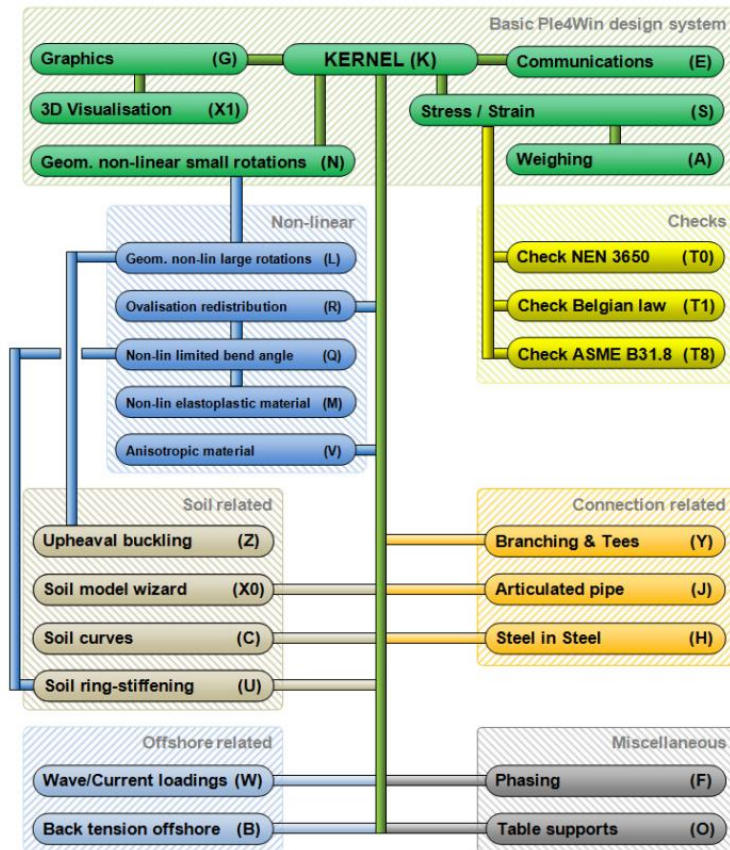 Basic Ple4Win design system
Graphics (G)
KERNEL (K)
Communications (E)
3D Visualisation (X1)
Stress / Strain (S)
Geom. non-linear small rotations (N)
Weighing (A)
Non-linear
Geom. non-lin large rotations (L)
Ovalisation redistribution (R)
Non-lin limited bend angle (Q)
Non-lin elastoplastic material (M)
Anisotropic material (V)
Checks
Check NEN 3650 (T0)
Check Belgian law (T1)
Check ASME B31.8 (T8)
Soil related
Upheaval buckling (Z)
Soil model wizard (X0)
Soil curves (C)
Soil ring-stiffening (U)
Connection related
Branching & Tees (Y)
Articulated pipe (J)
Steel in Steel (H)
Offshore related
Wave/Current loadings (W)
Back tension offshore (B)
Miscellaneous
Phasing (F)
Table supports (O)